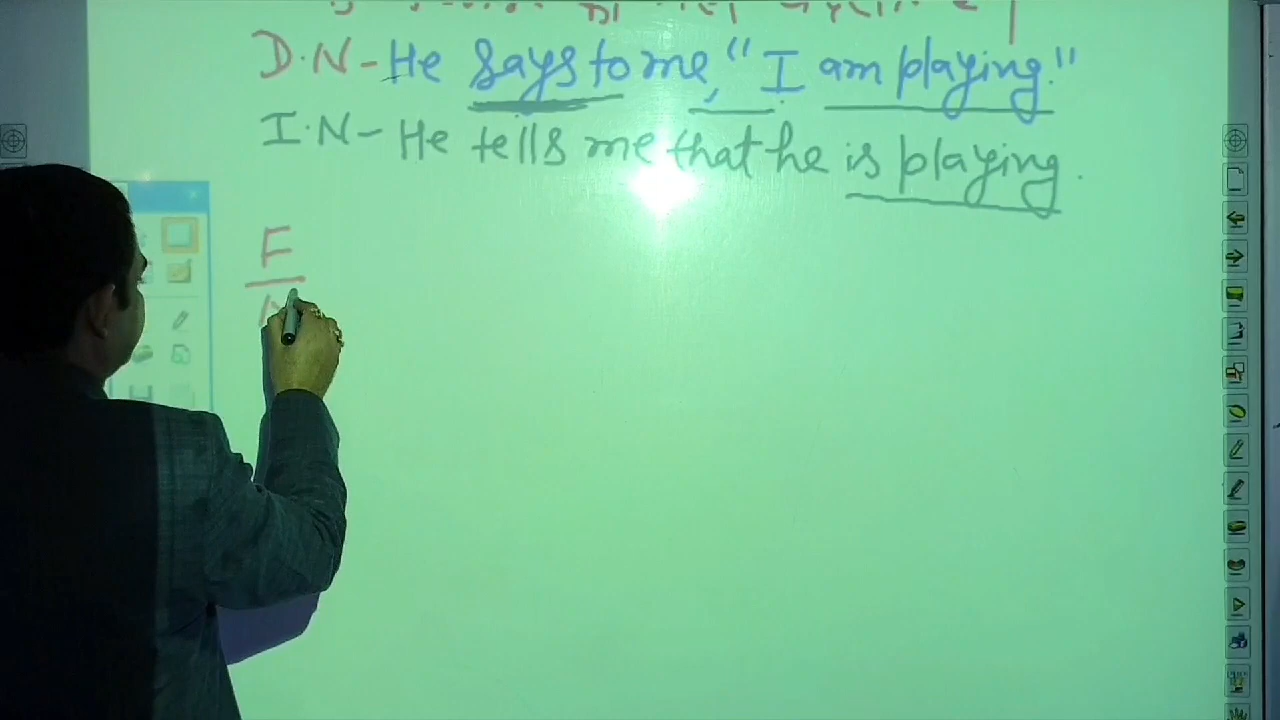 D.N- He says to me, "I am playing."
I.N- He tells me that he is playing.
F